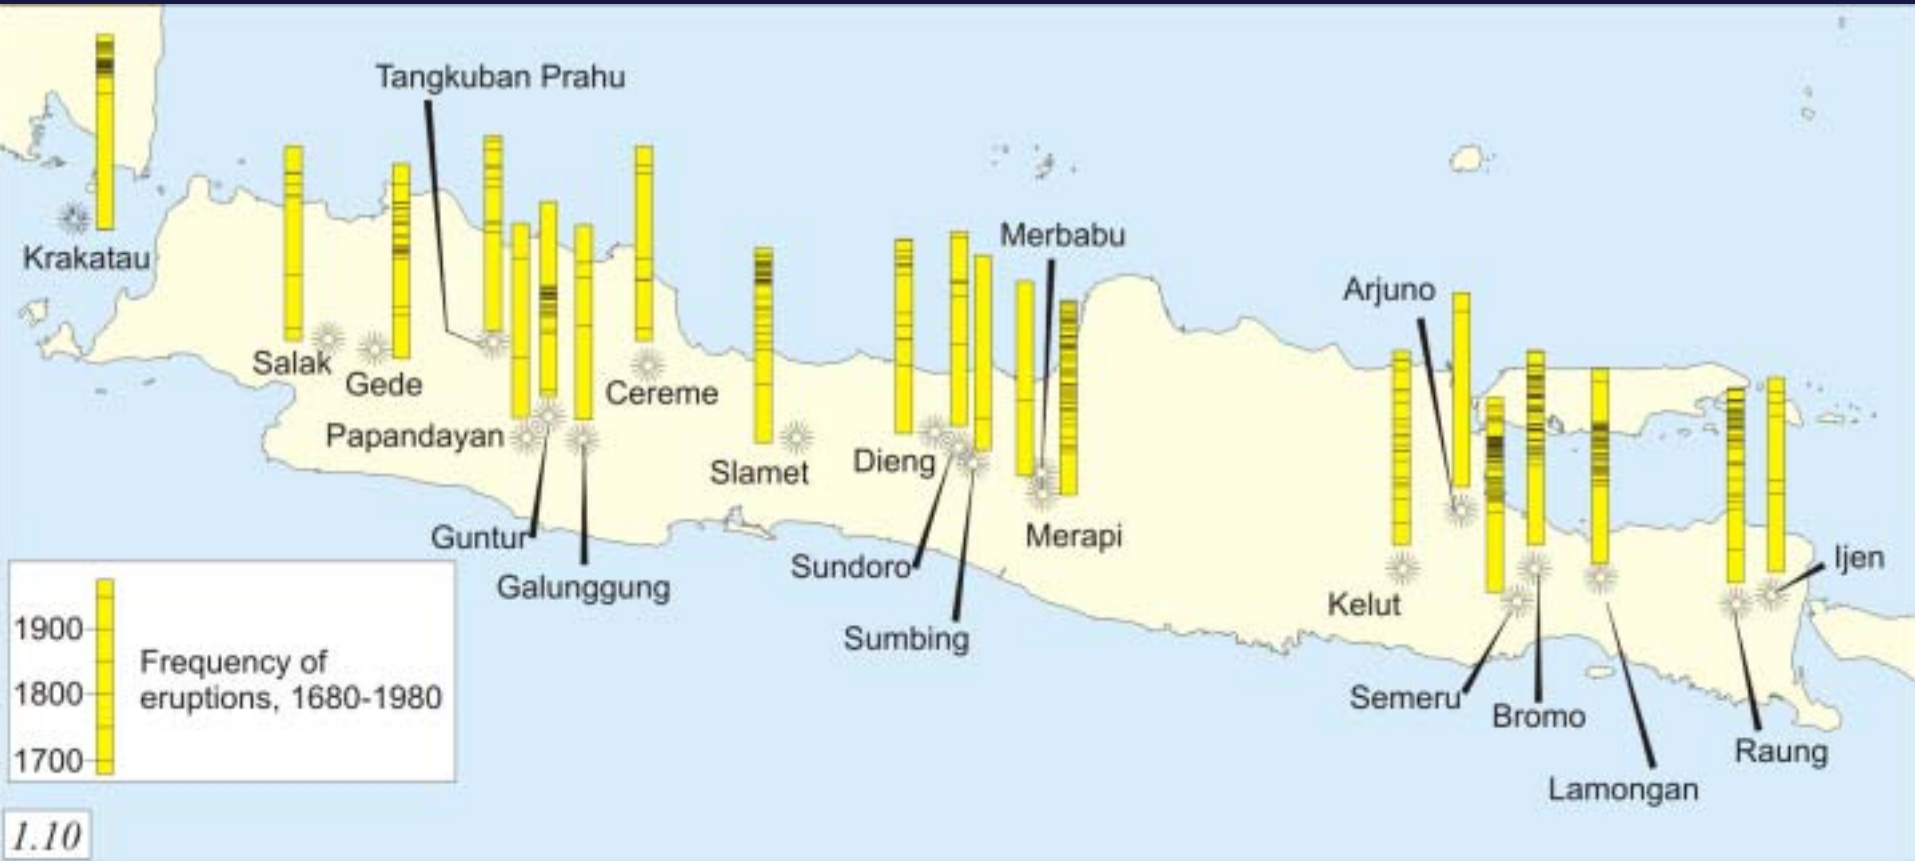 Tangkuban Prahu
Krakatau
Salak
Gede
Papandayan
Cereme
Guntur
Galunggung
Slamet
Dieng
Sundoro
Sumbing
Merbabu
Merapi
Arjuno
Kelut
Semeru
Bromo
Lamongan
Raung
Ijen
1900
1800
1700
Frequency of
eruptions, 1680-1980
1.10